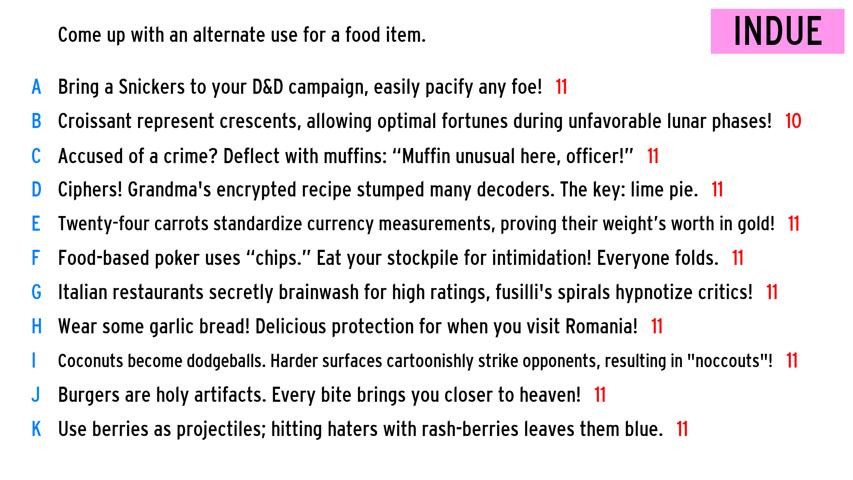 Come up with an alternate use for a food item.
INDUE
A Bring a Snickers to your D&D campaign, easily pacify any foe! 11
B Croissant represent crescents, allowing optimal fortunes during unfavorable lunar phases! 10
C Accused of a crime? Deflect with muffins: “Muffin unusual here, officer!” 11
D Ciphers! Grandma's encrypted recipe stumped many decoders. The key: lime pie. 11
E Twenty-four carrots standardize currency measurements, proving their weight’s worth in gold! 11
F Food-based poker uses “chips.” Eat your stockpile for intimidation! Everyone folds. 11
G Italian restaurants secretly brainwash for high ratings, fusilli's spirals hypnotize critics! 11
H Wear some garlic bread! Delicious protection for when you visit Romania! 11
I Coconuts become dodgeballs. Harder surfaces cartoonishly strike opponents, resulting in "noccouts"! 11
J Burgers are holy artifacts. Every bite brings you closer to heaven! 11
K Use berries as projectiles; hitting haters with rash-berries leaves them blue. 11